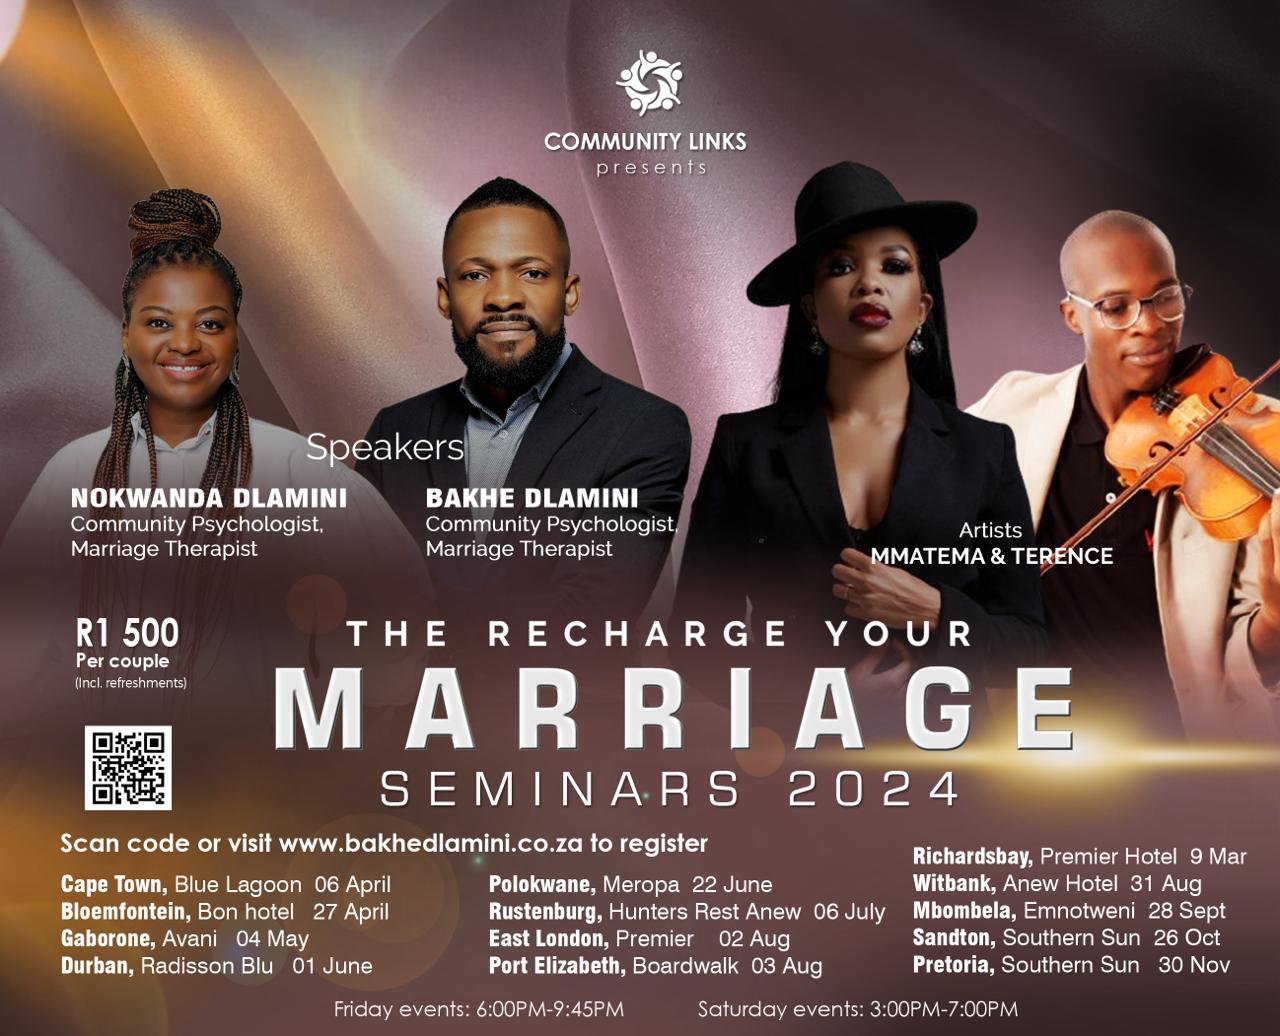 COMMUNITY LINKS
presents
Speakers
NOKWANDA DLAMINI
Community Psychologist,
Marriage Therapist
BAKHE DLAMINI
Community Psychologist,
Marriage Therapist
Artists
MMATEMA & TERENCE
R1 500
Per couple
(Incl. refreshments)
THE RECHARGE YOUR
MARRIAGE
SEMINARS 2024
Scan code or visit www.bakhedlamini.co.za to register
Cape Town, Blue Lagoon 06 April
Bloemfontein, Bon hotel 27 April
Gaborone, Avani 04 May
Durban, Radisson Blu 01 June
Polokwane, Meropa 22 June
Rustenburg, Hunters Rest Anew 06 July
East London, Premier 02 Aug
Port Elizabeth, Boardwalk 03 Aug
Richardsbay, Premier Hotel 9 Mar
Witbank, Anew Hotel 31 Aug
Mbombela, Emnotweni 28 Sept
Sandton, Southern Sun 26 Oct
Pretoria, Southern Sun 30 Nov
Friday events: 6:00PM-9:45PM
Saturday events: 3:00PM-7:00PM